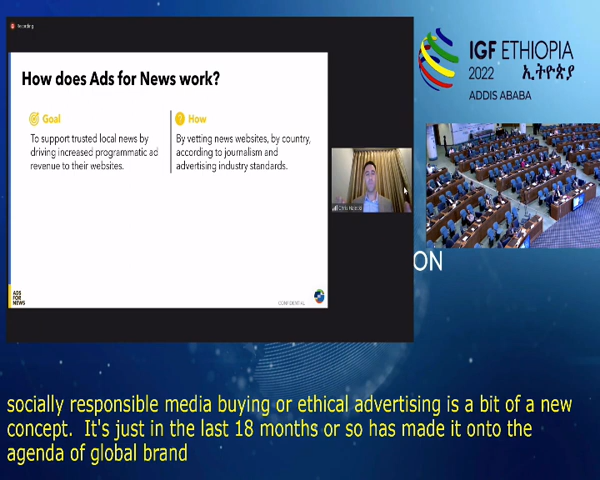 Recording
How does Ads for News work?
Goal
To support trusted local news by
driving increased programmatic ad
revenue to their websites.
How
By vetting news websites, by country,
according to journalism and
advertising industry standards.
ADS
FOR
NEWS
CONFIDENTIAL
IGF ETHIOPIA
2022 ኢትዮጵያ
ADDIS ABABA
ON
socially responsible media buying or ethical advertising is a bit of a new
concept.  It's just in the last 18 months or so has made it onto the
agenda of global brand